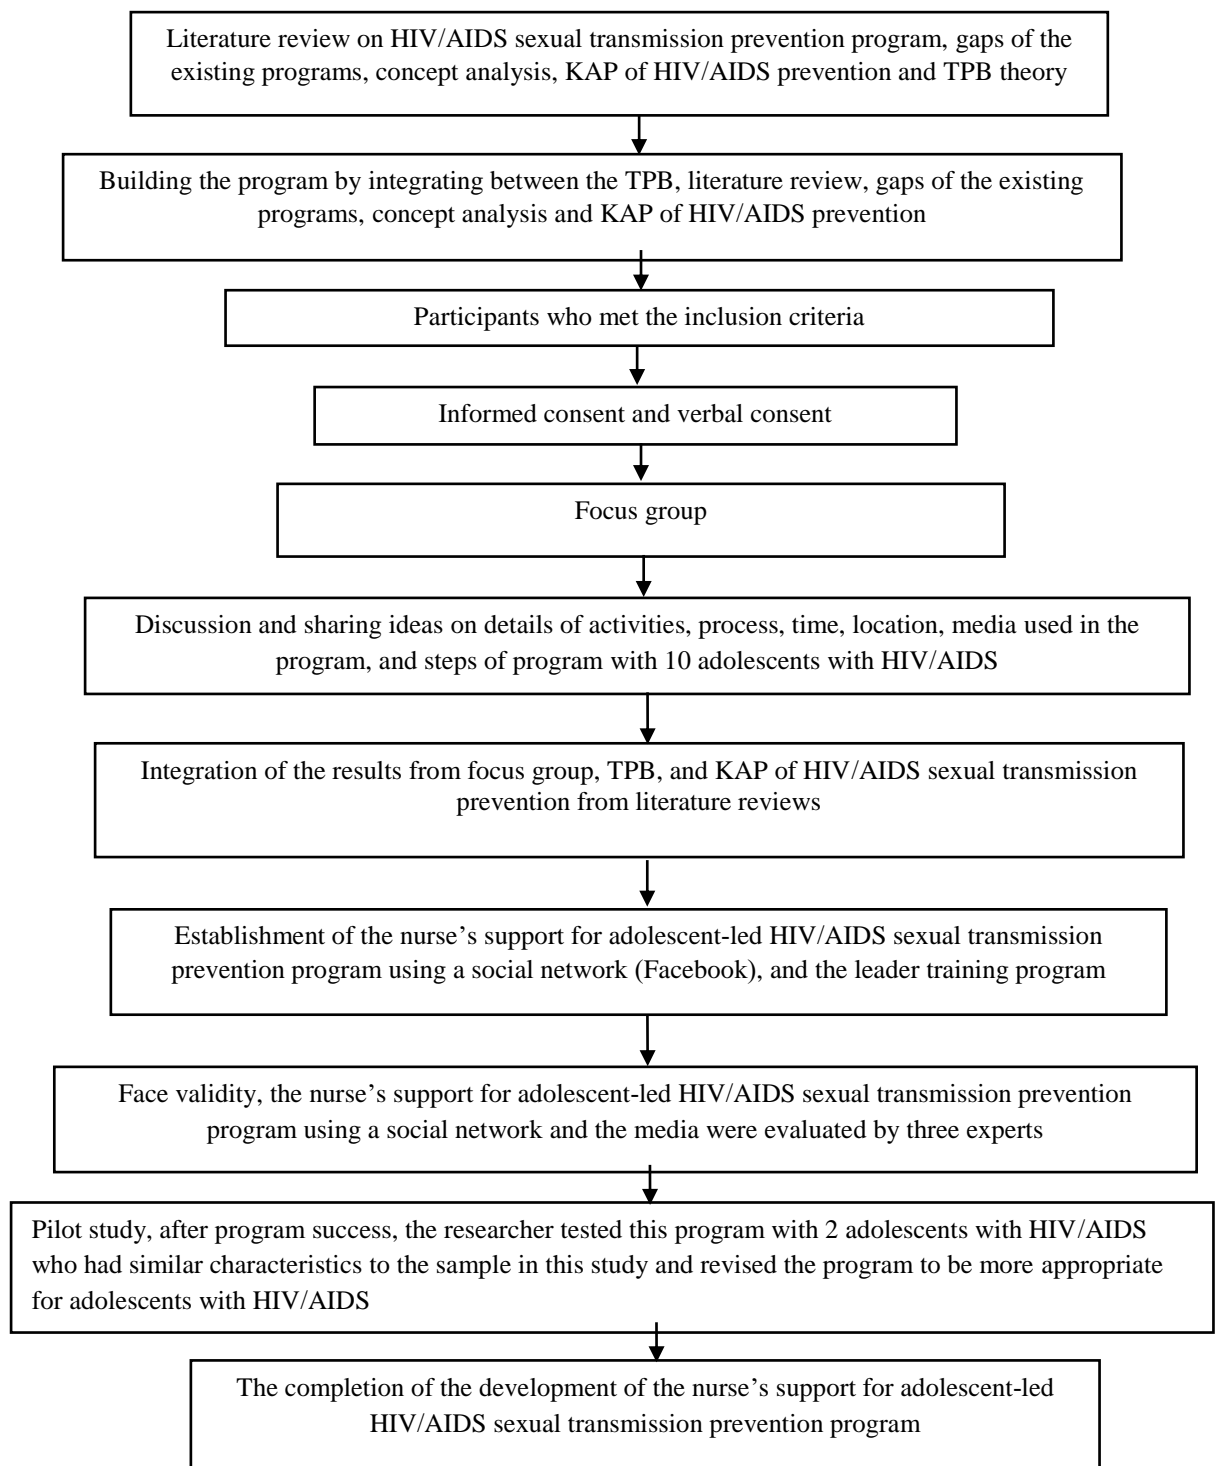 Literature review on HIV/AIDS sexual transmission prevention program, gaps of the
existing programs, concept analysis, KAP of HIV/AIDS prevention and TPB theory
Building the program by integrating between the TPB, literature review, gaps of the existing
programs, concept analysis and KAP of HIV/AIDS prevention
Participants who met the inclusion criteria
Informed consent and verbal consent
Focus group
Discussion and sharing ideas on details of activities, process, time, location, media used in the
program, and steps of program with 10 adolescents with HIV/AIDS
Integration of the results from focus group, TPB, and KAP of HIV/AIDS sexual transmission
prevention from literature reviews
Establishment of the nurse’s support for adolescent-led HIV/AIDS sexual transmission
prevention program using a social network (Facebook), and the leader training program
Face validity, the nurse’s support for adolescent-led HIV/AIDS sexual transmission prevention
program using a social network and the media were evaluated by three experts
Pilot study, after program success, the researcher tested this program with 2 adolescents with HIV/AIDS
who had similar characteristics to the sample in this study and revised the program to be more appropriate
for adolescents with HIV/AIDS
The completion of the development of the nurse’s support for adolescent-led
HIV/AIDS sexual transmission prevention program